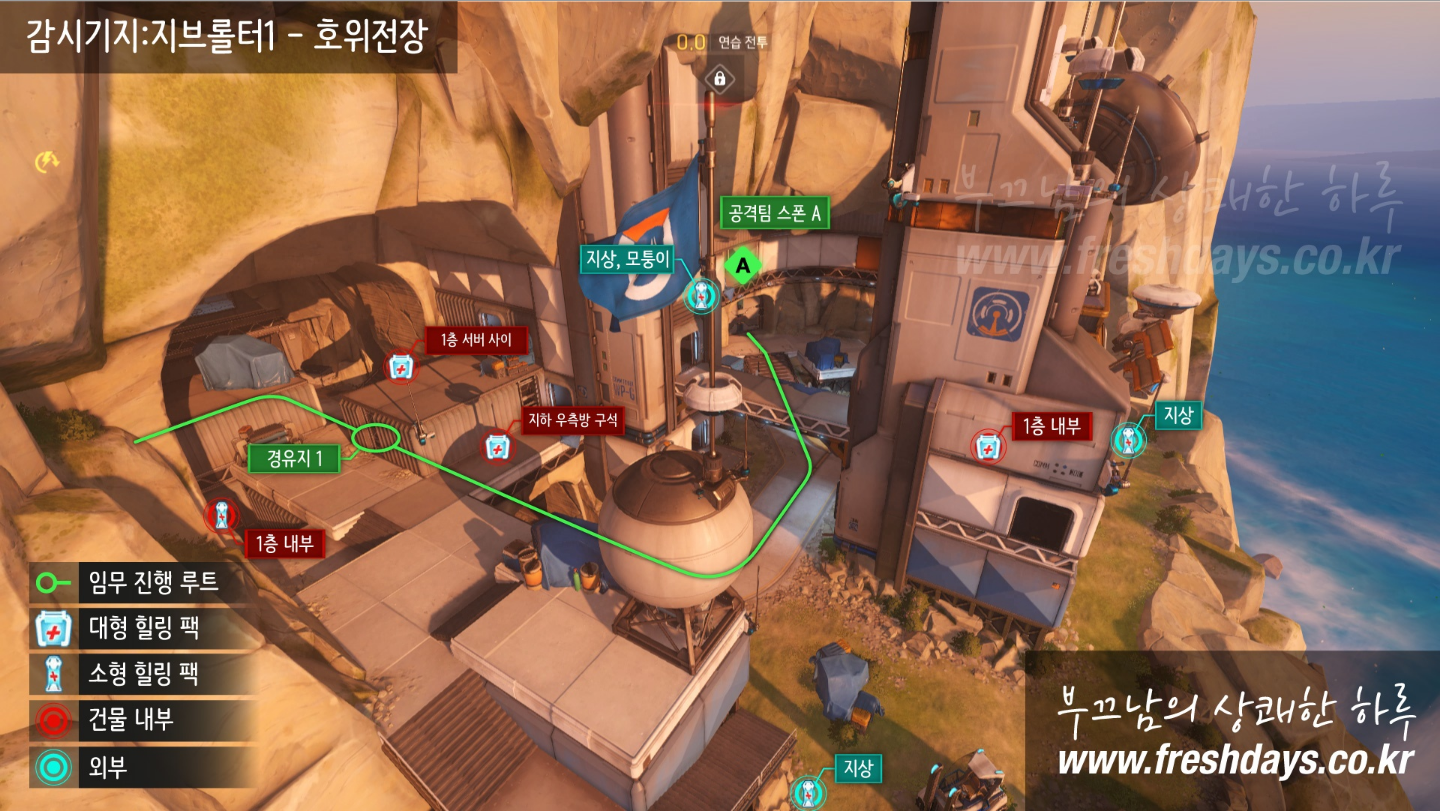 감시기지:지브롤터1 - 호위전장
0.0 연습 전투
공격팀 스폰 A
지상, 모퉁이
A
부끄남의 상쾌한 하루
www.freshdays.co.kr
1층 서버 사이
지하 우측방 구석
1층 내부
지상
경유지 1
1층 내부
임무 진행 루트
대형 힐링 팩
소형 힐링 팩
건물 내부
외부
지상
부끄남의 상쾌한 하루
www.freshdays.co.kr